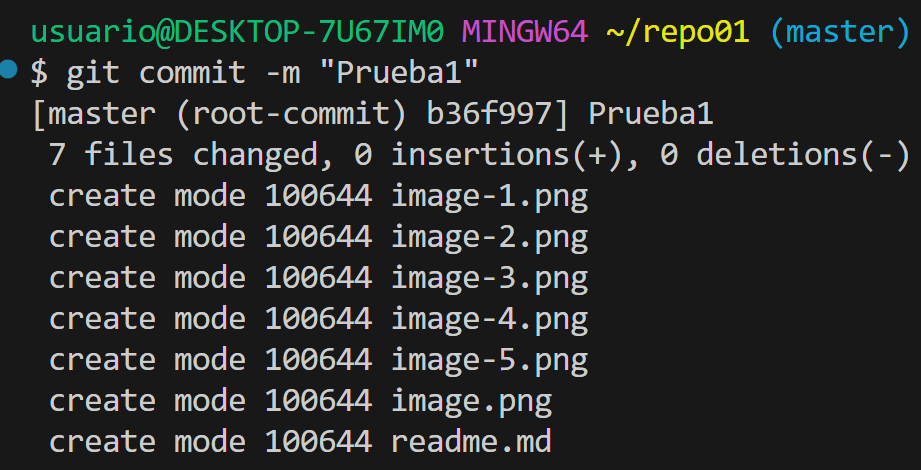 usuario@DESKTOP-7U67IM0 MINGW64 ~/repo01 (master)
$ git commit -m "Prueba1"
[master (root-commit) b36f997] Prueba1
 7 files changed, 0 insertions(+), 0 deletions(-)
 create mode 100644 image-1.png
 create mode 100644 image-2.png
 create mode 100644 image-3.png
 create mode 100644 image-4.png
 create mode 100644 image-5.png
 create mode 100644 image.png
 create mode 100644 readme.md